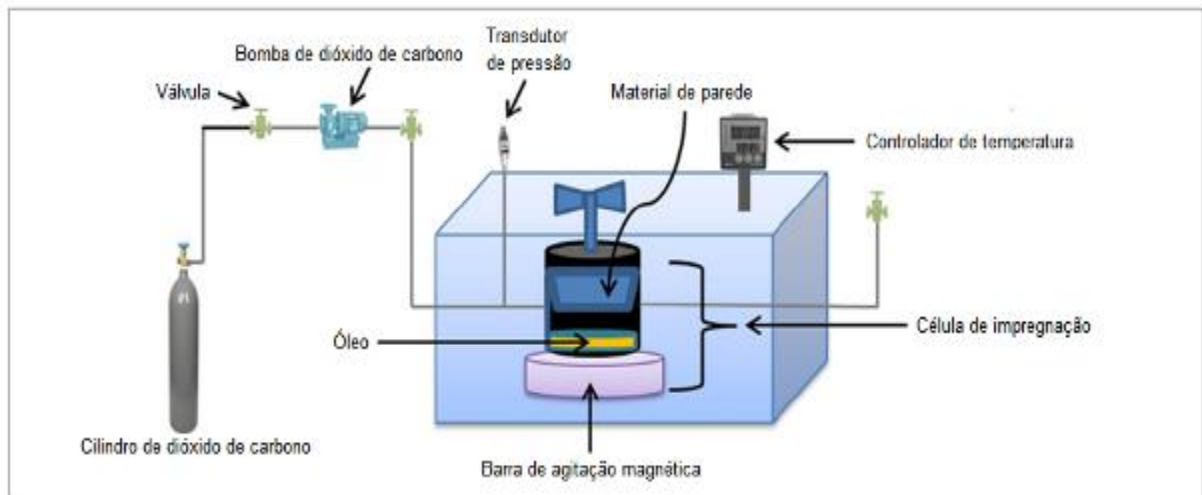 Transdutor
de pressão
Bomba de dióxido de carbono
Válvula
Material de parede
Controlador de temperatura
Célula de impregnação
Óleo
Cilindro de dióxido de carbono
Barra de agitação magnética